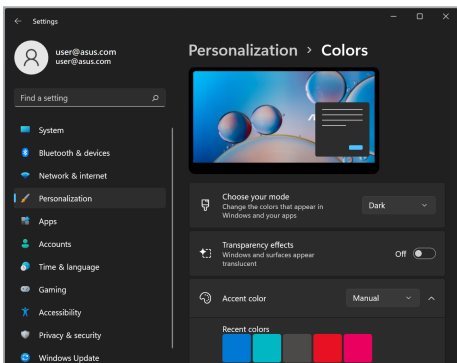 Settings
user@asus.com
user@asus.com
Find a setting
System
Bluetooth & devices
Network & internet
Personalization
Apps
Accounts
Time & language
Gaming
Accessibility
Privacy & security
Windows Update
Personalization > Colors
Choose your mode
Change the colors that appear in
Windows and your apps
Dark
Transparency effects
Windows and surfaces appear
translucent
Off
Accent color
Manual
Recent colors